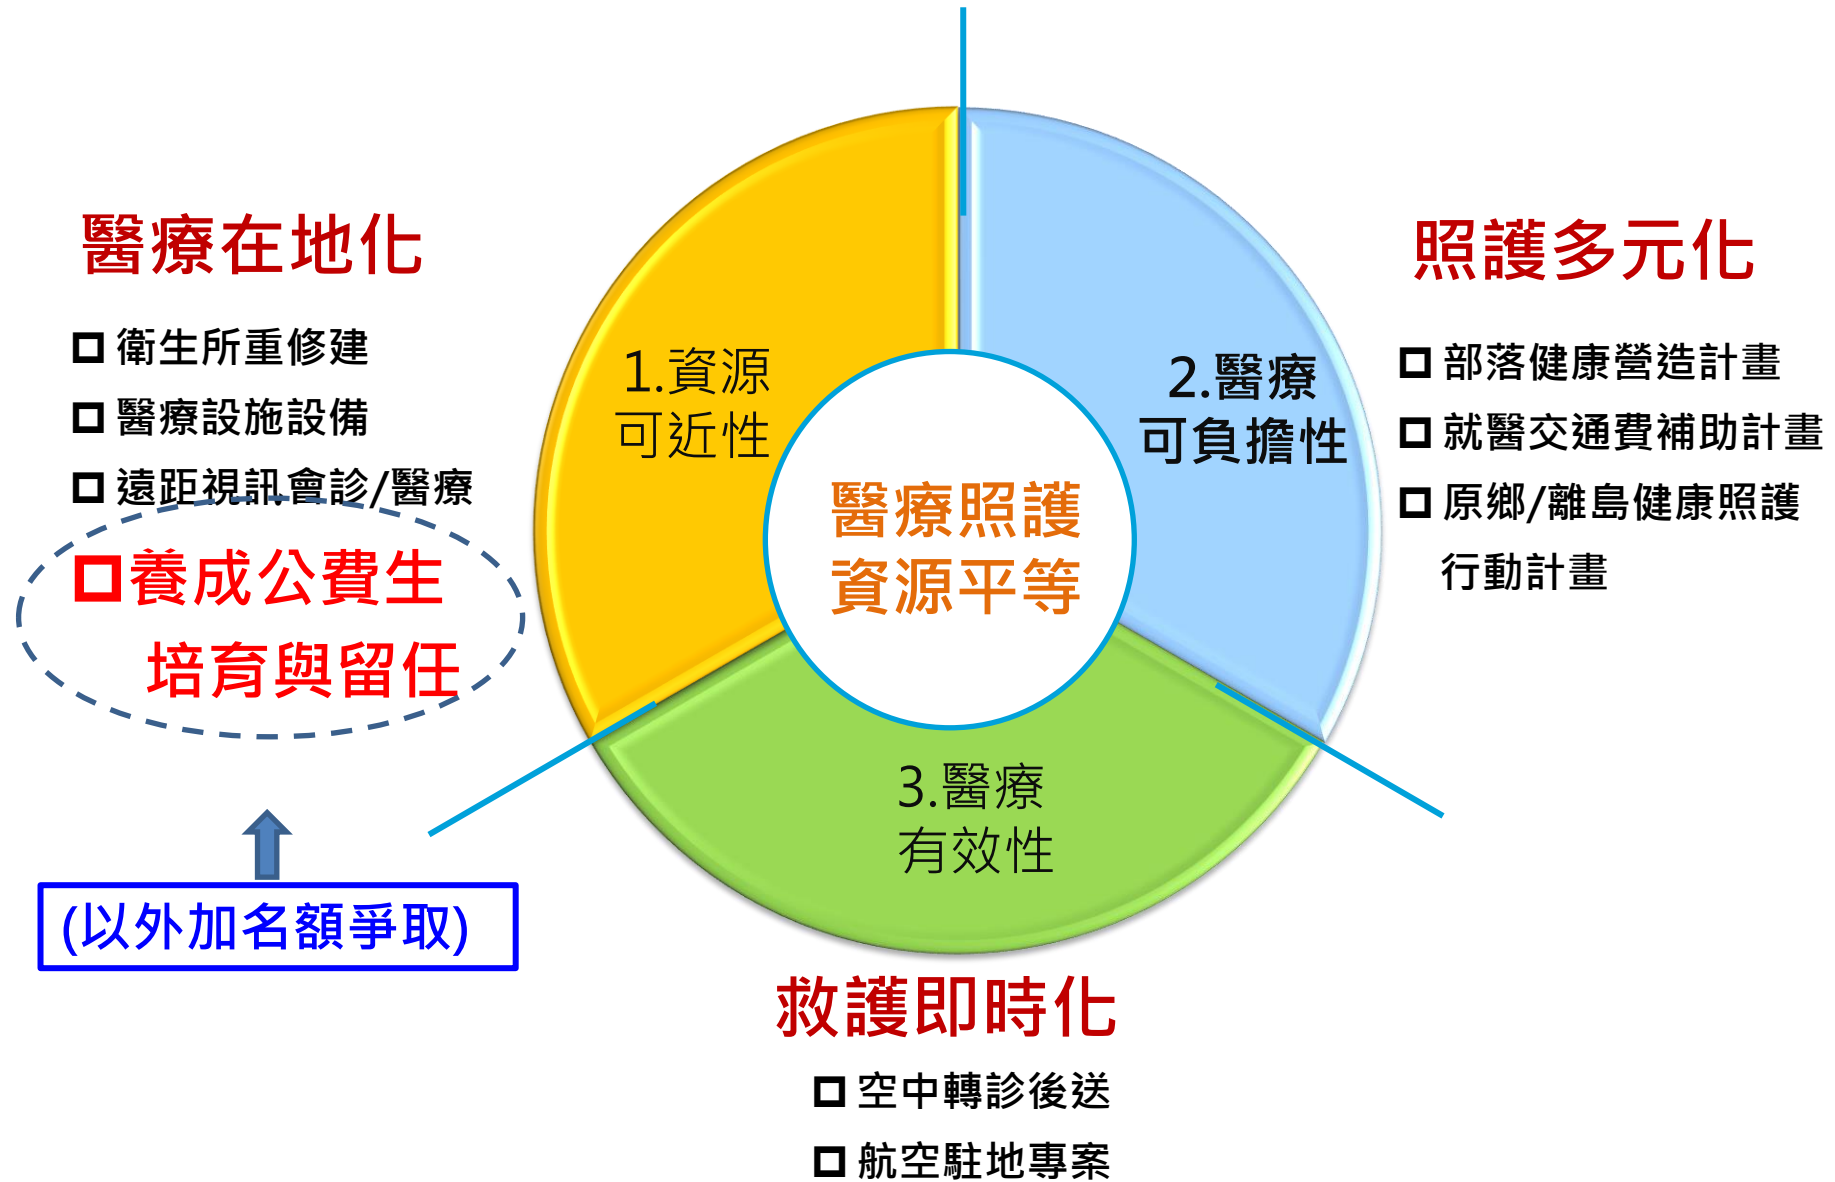 醫療在地化
衛生所重修建
醫療設施設備
遠距視訊會診/醫療
養成公費生
培育與留任
(以外加名額爭取)
1.資源
可近性
2.醫療
可負擔性
醫療照護
資源平等
3.醫療
有效性
照護多元化
部落健康營造計畫
就醫交通費補助計畫
原鄉/離島健康照護
行動計畫
救護即時化
空中轉診後送
航空駐地專案